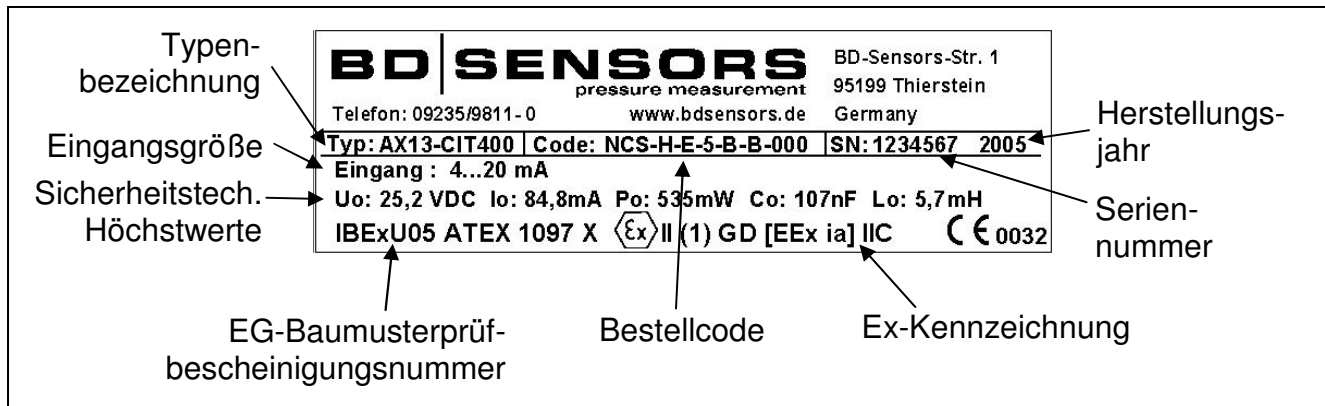 Typen-
bezeichnung
Eingangsgröße
Sicherheitstech.
Höchstwerte
BD SENSORS
pressure measurement
BD-Sensors-Str. 1
95199 Thierstein
Telefon: 09235/9811-0 www.bdsensors.de Germany
Typ: AX13-CIT400 Code: NCS-H-E-5-B-B-000 SN: 1234567 2005
Eingang : 4...20 mA
Uo: 25,2 VDC Io: 84,8mA Po: 535mW Co: 107nF Lo: 5,7mH
IBExU05 ATEX 1097 X Ex II (1) GD [EEx ia] IIC CE 0032
Herstellungs-
jahr
Serien-
nummer
EG-Baumusterprüf-
bescheinigungsnummer
Bestellcode
Ex-Kennzeichnung